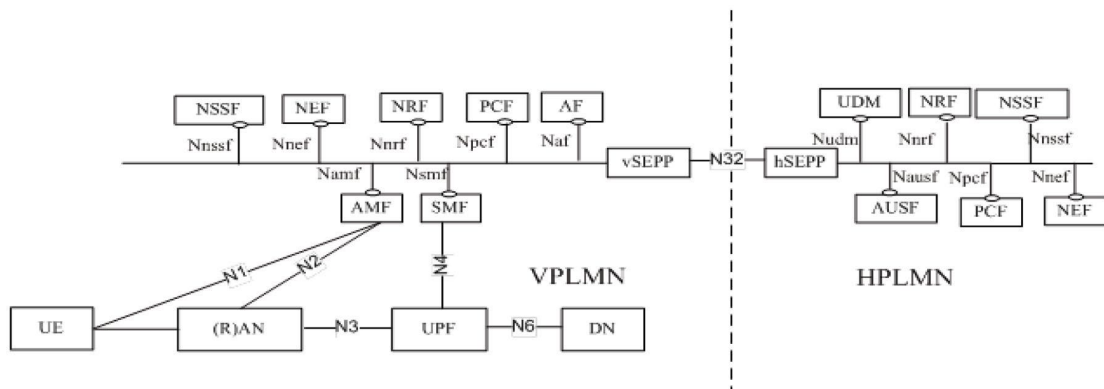 NSSF NEF NRF PCF AF UDM NRF NSSF
Nnssf Nnef Nnrf Npcf Naf Nudm Nnrf Nnssf
vSEPP N32 hSEPP
Namf Nsmf Nausf Npcf Nnef
AMF SMF AUSF PCF NEF
N1 N2 N4 VPLMN HPLMN
UE (R)AN N3 UPF N6 DN